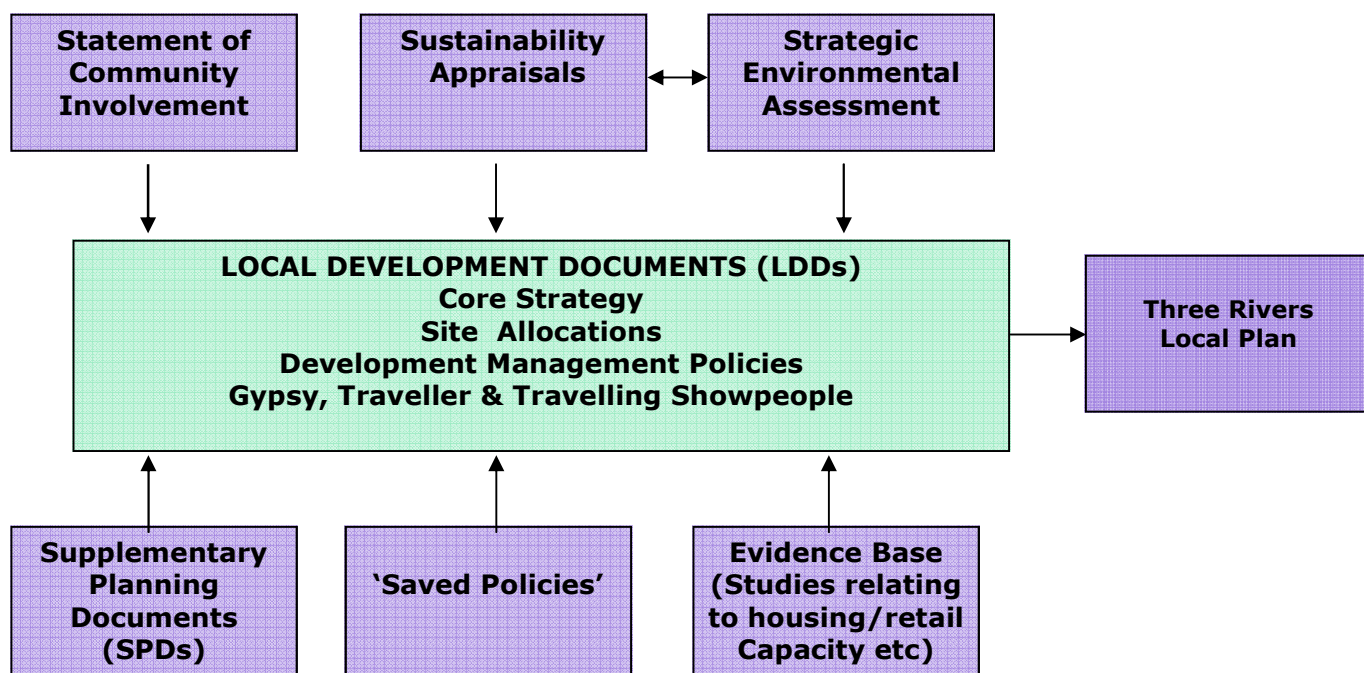 Statement of
Community
Involvement
Sustainability
Appraisals
Strategic
Environmental
Assessment
LOCAL DEVELOPMENT DOCUMENTS (LDDs)
Core Strategy
Site Allocations
Development Management Policies
Gypsy, Traveller & Travelling Showpeople
Three Rivers
Local Plan
Supplementary
Planning
Documents
(SPDs)
‘Saved Policies’
Evidence Base
(Studies relating
to housing/retail
Capacity etc)